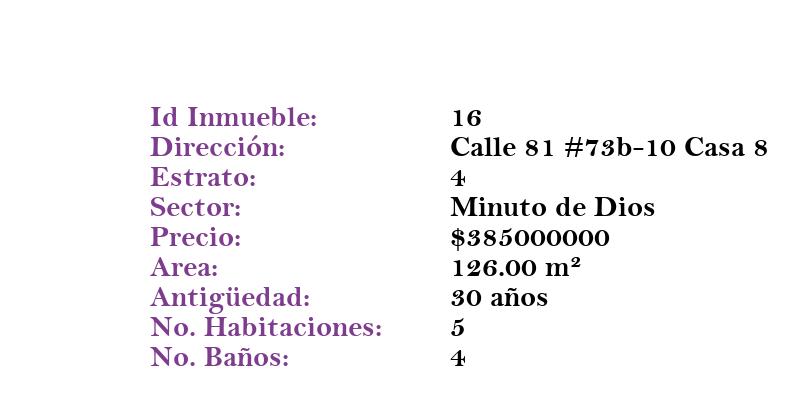 Id Inmueble: 16
Dirección: Calle 81 #73b-10 Casa 8
Estrato: 4
Sector: Minuto de Dios
Precio: $385000000
Area: 126.00 m²
Antigüedad: 30 años
No. Habitaciones: 5
No. Baños: 4